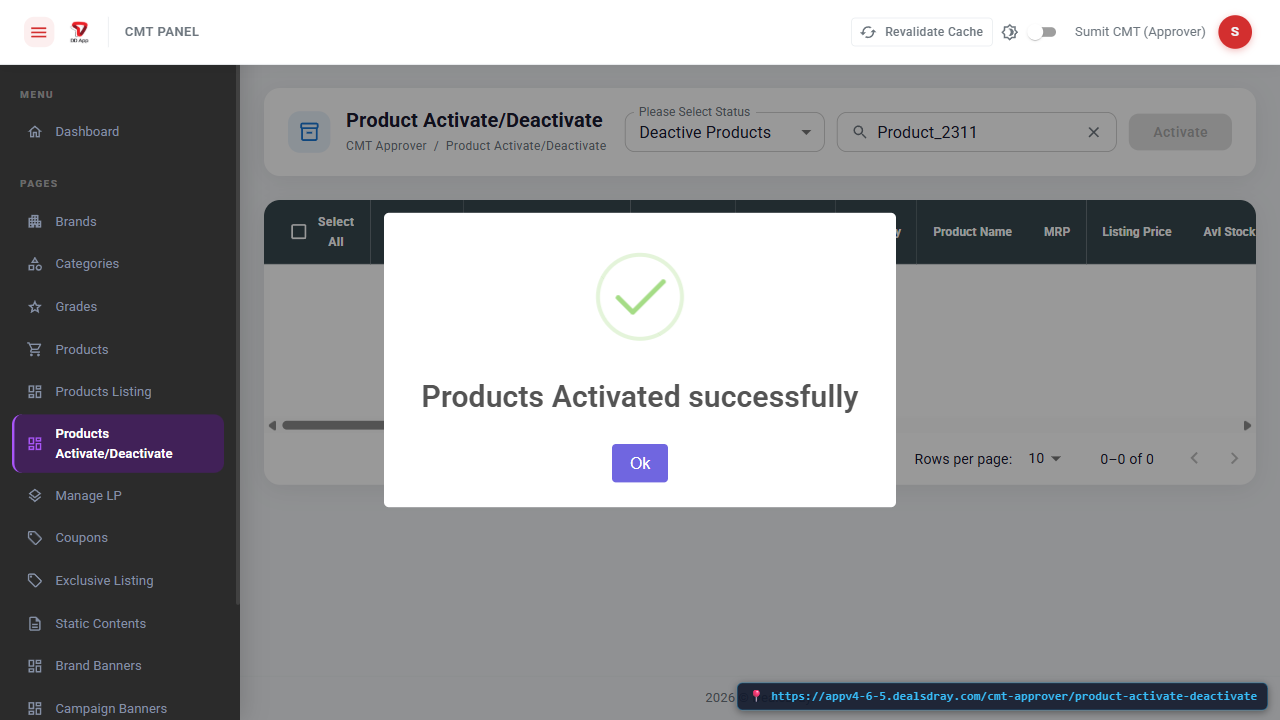 DD App
CMT PANEL
Revalidate Cache
Sumit CMT (Approver)
S
MENU
Dashboard
PAGES
Brands
Categories
Grades
Products
Products Listing
Products
Activate/Deactivate
Manage LP
Coupons
Exclusive Listing
Static Contents
Brand Banners
Campaign Banners
Product Activate/Deactivate
CMT Approver / Product Activate/Deactivate
Please Select Status
Deactive Products
Product_2311
Activate
Select
All
y
Product Name
MRP
Listing Price
Avl Stock
Products Activated successfully
Ok
Rows per page:
10
0–0 of 0
2026
https://appv4-6-5.dealsdray.com/cmt-approver/product-activate-deactivate